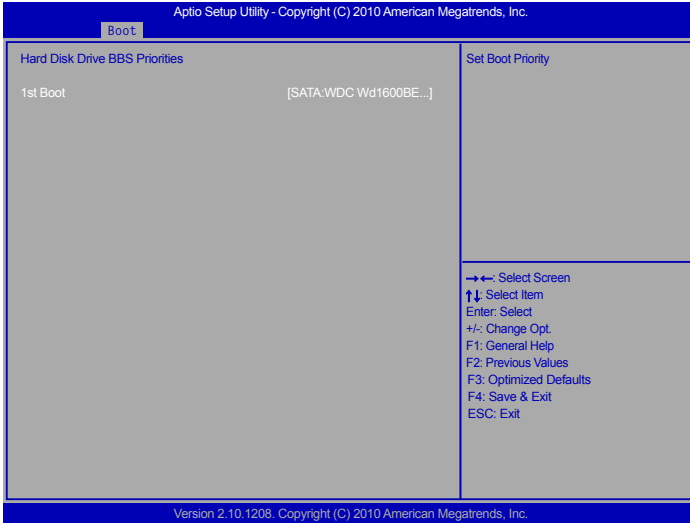 Aptio Setup Utility - Copyright (C) 2010 American Megatrends, Inc.
Boot
Hard Disk Drive BBS Priorities
1st Boot [SATA:WDC Wd1600BE...]
Set Boot Priority
→←: Select Screen
↑↓: Select Item
Enter: Select
+/-: Change Opt.
F1: General Help
F2: Previous Values
F3: Optimized Defaults
F4: Save & Exit
ESC: Exit
Version 2.10.1208. Copyright (C) 2010 American Megatrends, Inc.